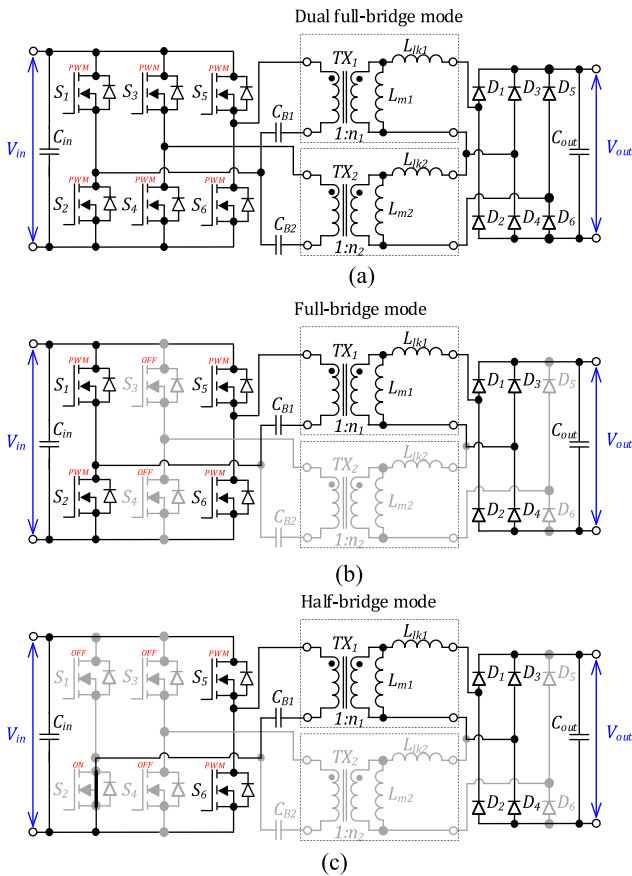 Dual full-bridge mode
PWM PWM PWM
TX1 Llk1
S1 S3 S5
D1 D3 D5
Lm1
Cin CB1 Cout
1:n1
Vin Vout
PWM PWM PWM
TX2 Llk2
S2 S4 S6
D2 D4 D6
Lm2
CB2
1:n2
(a)
Full-bridge mode
PWM OFF PWM
TX1 Llk1
S1 S3 S5
D1 D3 D5
Lm1
Cin CB1 Cout
1:n1
Vin Vout
PWM OFF PWM
TX2 Llk2
S2 S4 S6
D2 D4 D6
Lm2
CB2
1:n2
(b)
Half-bridge mode
OFF OFF PWM
TX1 Llk1
S1 S3 S5
D1 D3 D5
Lm1
Cin CB1 Cout
1:n1
Vin Vout
ON OFF PWM
TX2 Llk2
S2 S4 S6
D2 D4 D6
Lm2
CB2
1:n2
(c)